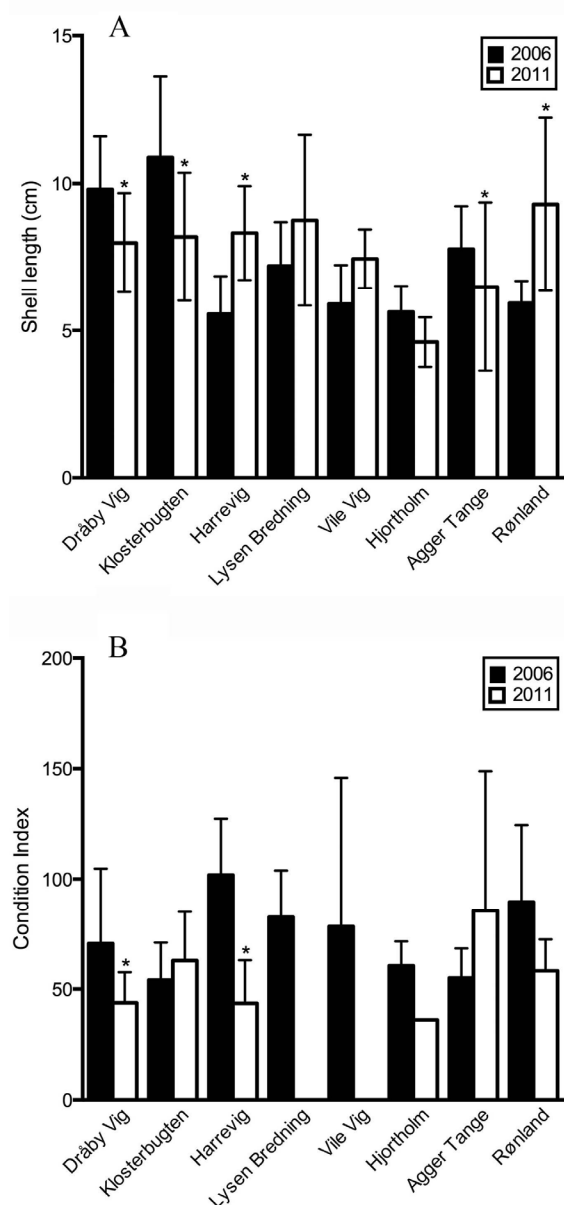 A
15
10
5
0
Shell length (cm)
2006
2011
*
*
*
*
*
Dråby Vig
Klosterbugten
Harrevig
Lysen Bredning
Vile Vig
Hjortholm
Agger Tange
Rønland
B
200
150
100
50
0
Condition Index
2006
2011
*
*
Dråby Vig
Klosterbugten
Harrevig
Lysen Bredning
Vile Vig
Hjortholm
Agger Tange
Rønland